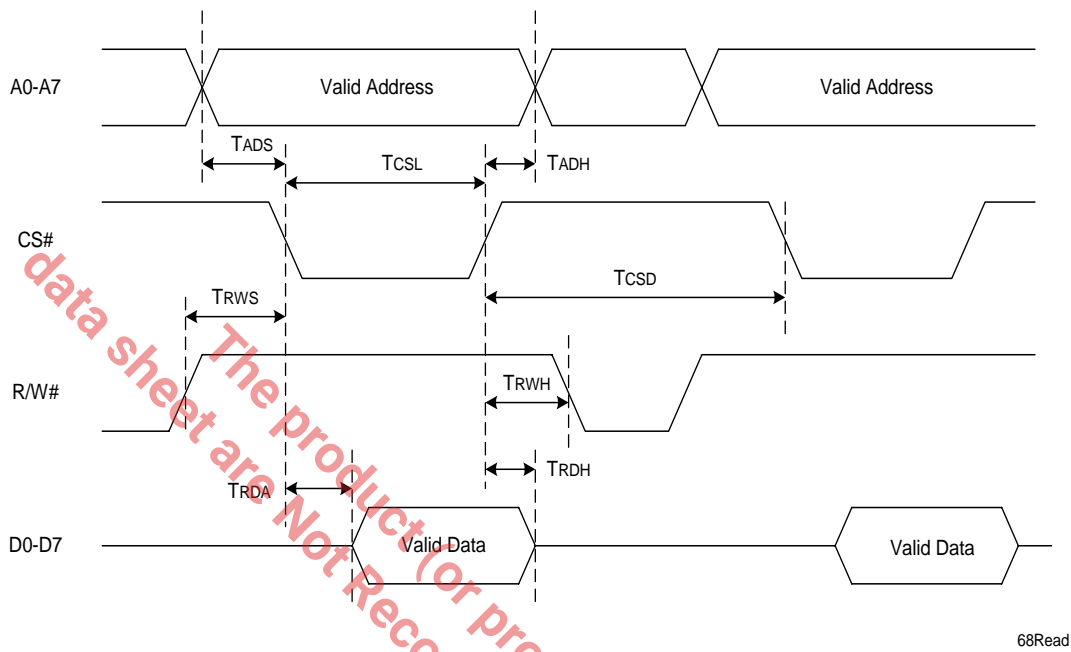 A0-A7
Valid Address
Valid Address
TADS
TCSL
TADH
CS#
TCSD
TRWS
R/W#
TRWH
TRDA
TRDH
D0-D7
Valid Data
Valid Data
The product (or pro
data sheet are Not Reco
68Read